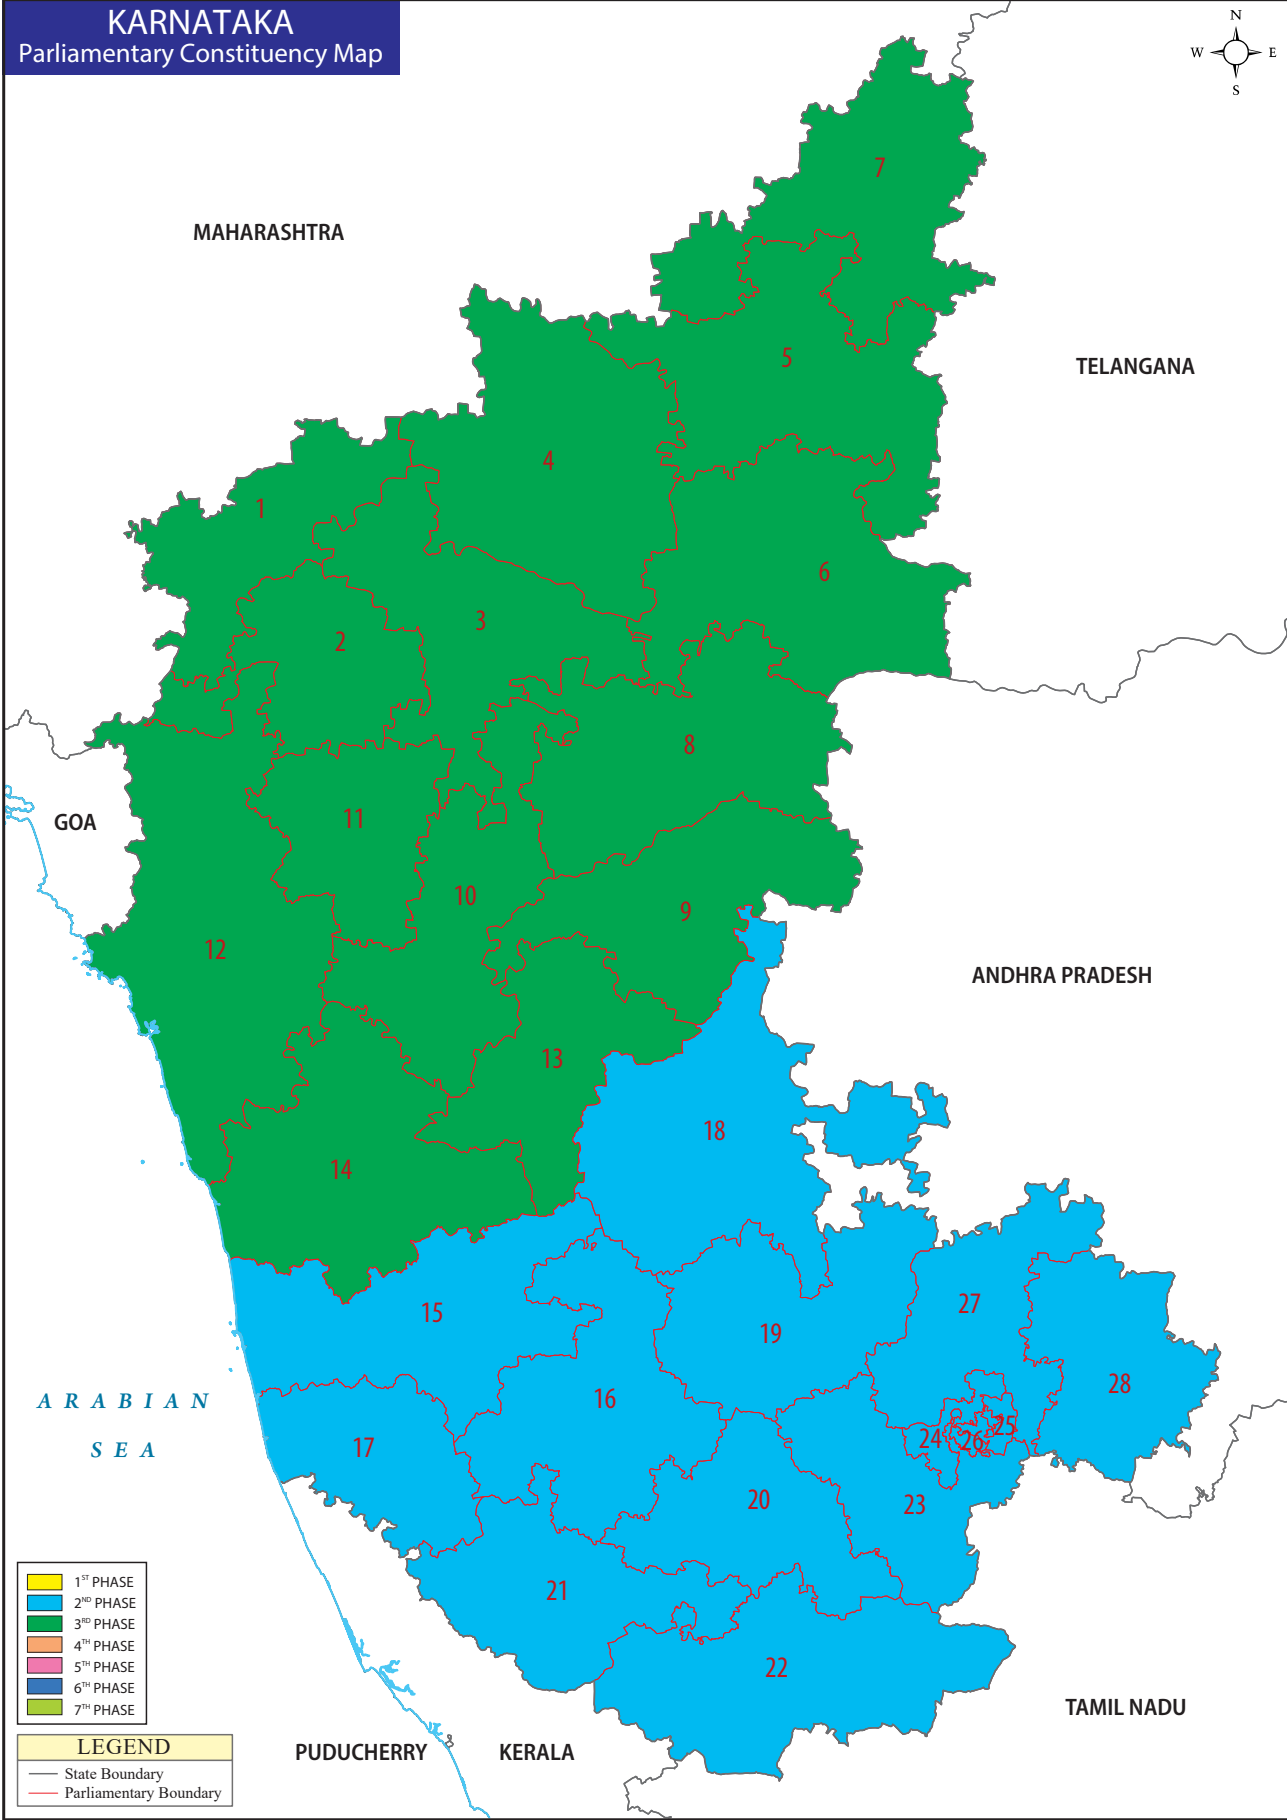 KARNATAKA
Parliamentary Constituency Map
N
W E
S
7
MAHARASHTRA
5
TELANGANA
4
1
6
3
2
8
11
GOA
10
9
12
ANDHRA PRADESH
13
18
14
27
15
19
28
16
ARABIAN
SEA
25
24
26
17
20
23
21
22
1ST PHASE
2ND PHASE
3RD PHASE
4TH PHASE
5TH PHASE
6TH PHASE
7TH PHASE
TAMIL NADU
LEGEND
State Boundary
Parliamentary Boundary
PUDUCHERRY KERALA